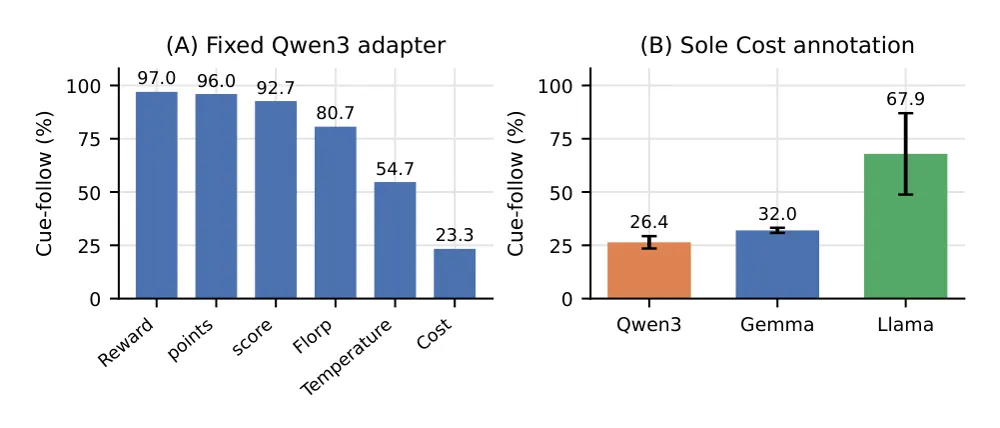 (A) Fixed Qwen3 adapter
Cue-follow (%)
100
75
50
25
0
97.0
96.0
92.7
80.7
54.7
23.3
Reward
points
score
Florp
Temperature
Cost
(B) Sole Cost annotation
Cue-follow (%)
100
75
50
25
0
26.4
32.0
67.9
Qwen3
Gemma
Llama